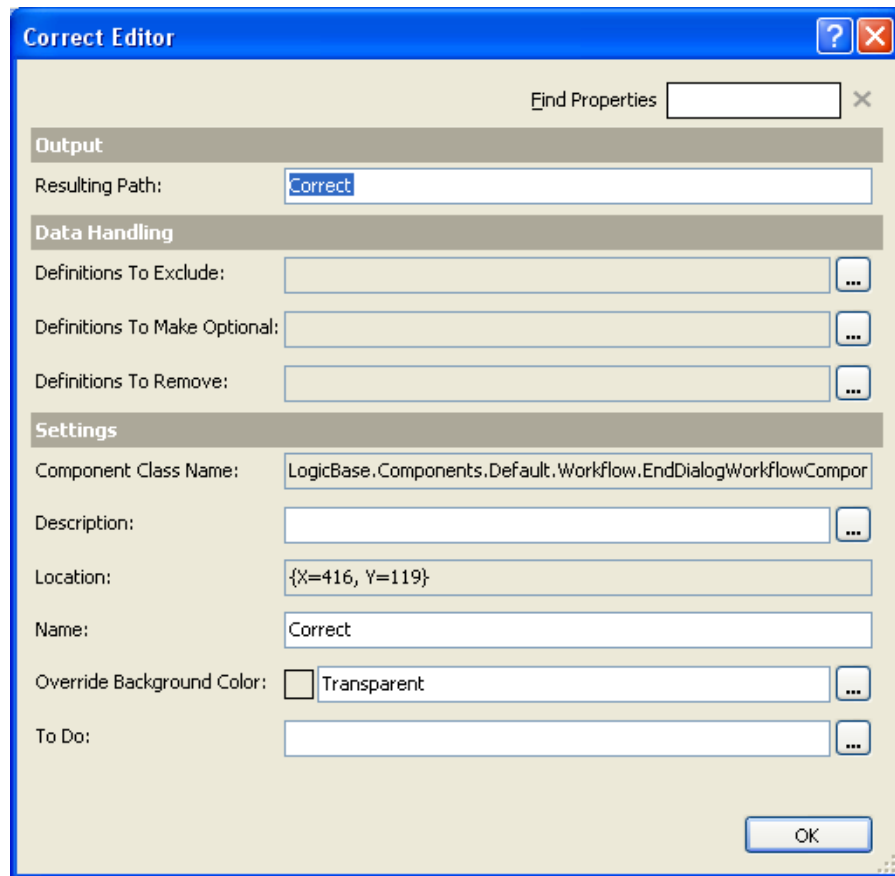 Correct Editor
Find Properties
Output
Resulting Path: Correct
Data Handling
Definitions To Exclude: ...
Definitions To Make Optional: ...
Definitions To Remove: ...
Settings
Component Class Name: LogicBase.Components.Default.Workflow.EndDialogWorkflowCompor
Description: ...
Location: {X=416, Y=119}
Name: Correct
Override Background Color: Transparent ...
To Do: ...
OK